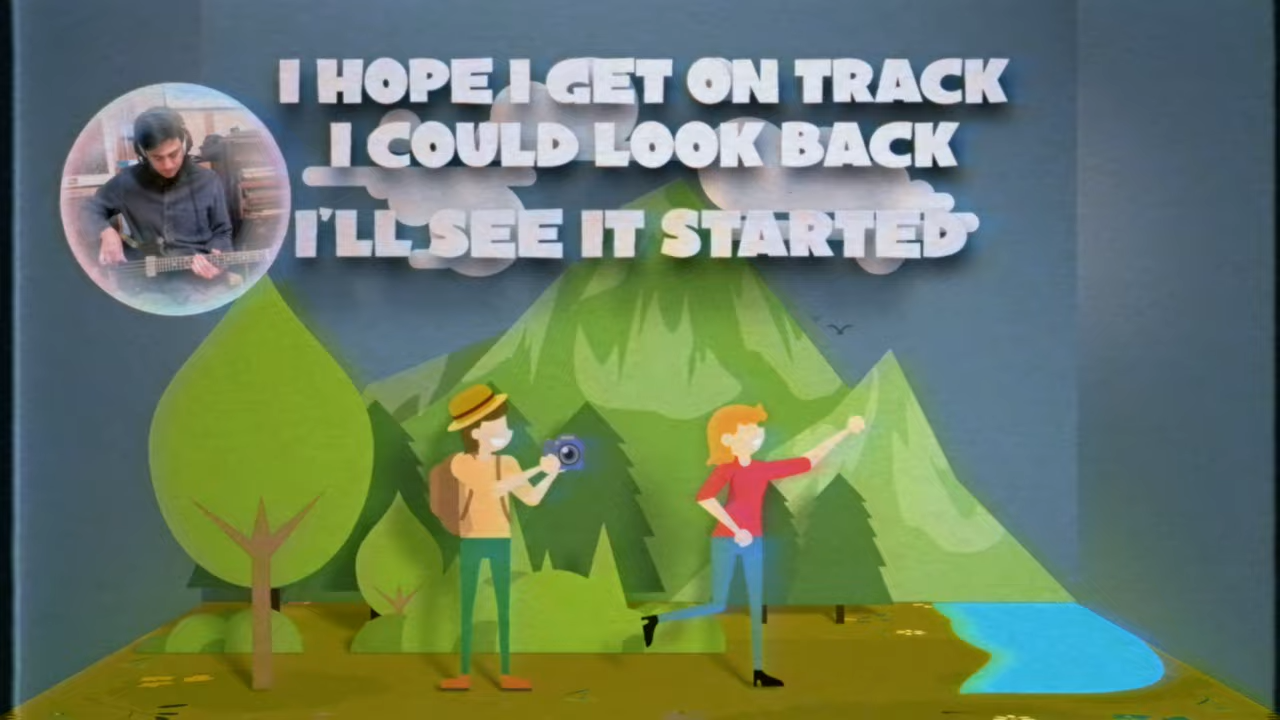 I HOPE I GET ON TRACK
I COULD LOOK BACK
I'LL SEE IT STARTED